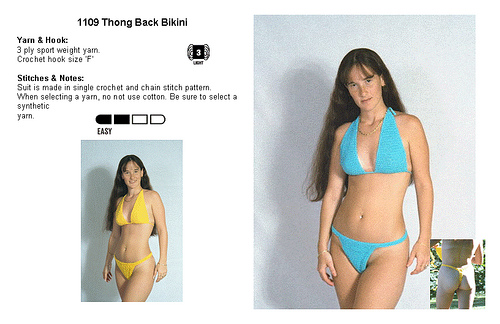 1109 Thong Back Bikini
Yarn & Hook:
3 ply sport weight yarn.
Crochet hook size "F"
3
LIGHT
Stitches & Notes:
Suit is made in single crochet and chain stitch pattern.
When selecting a yarn, no not use cotton. Be sure to select a
synthetic
yarn.
EASY